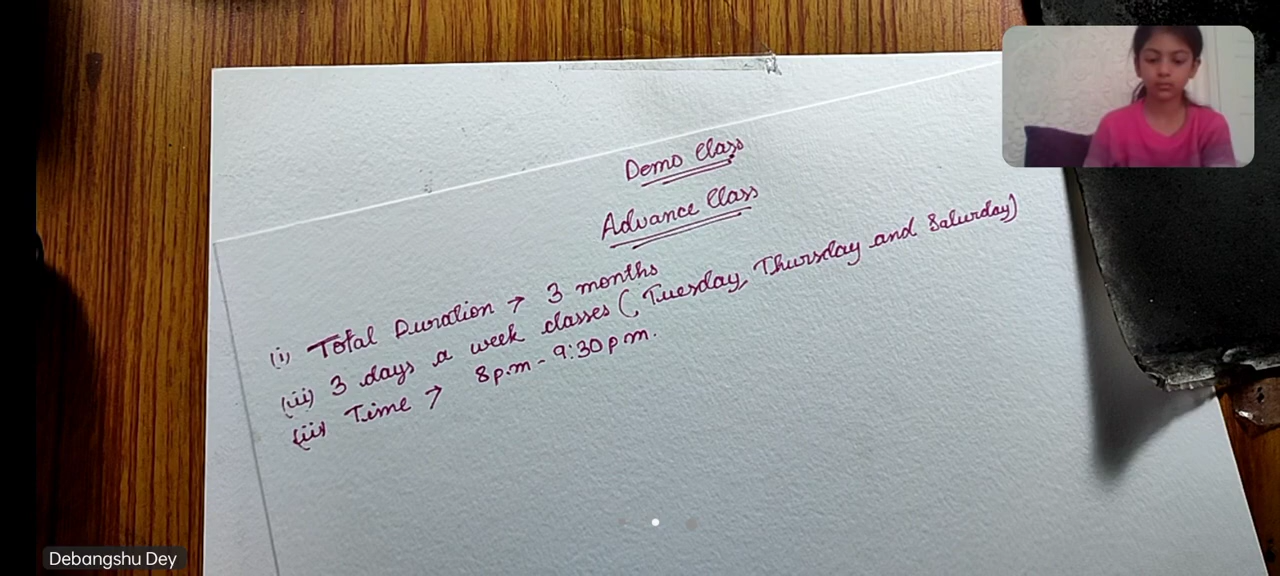 Demo Class
Advance Class
(i) Total Duration → 3 months
(ii) 3 days a week classes (Tuesday, Thursday and Saturday)
(iii) Time → 8 p.m - 9:30 p m.
Debangshu Dey